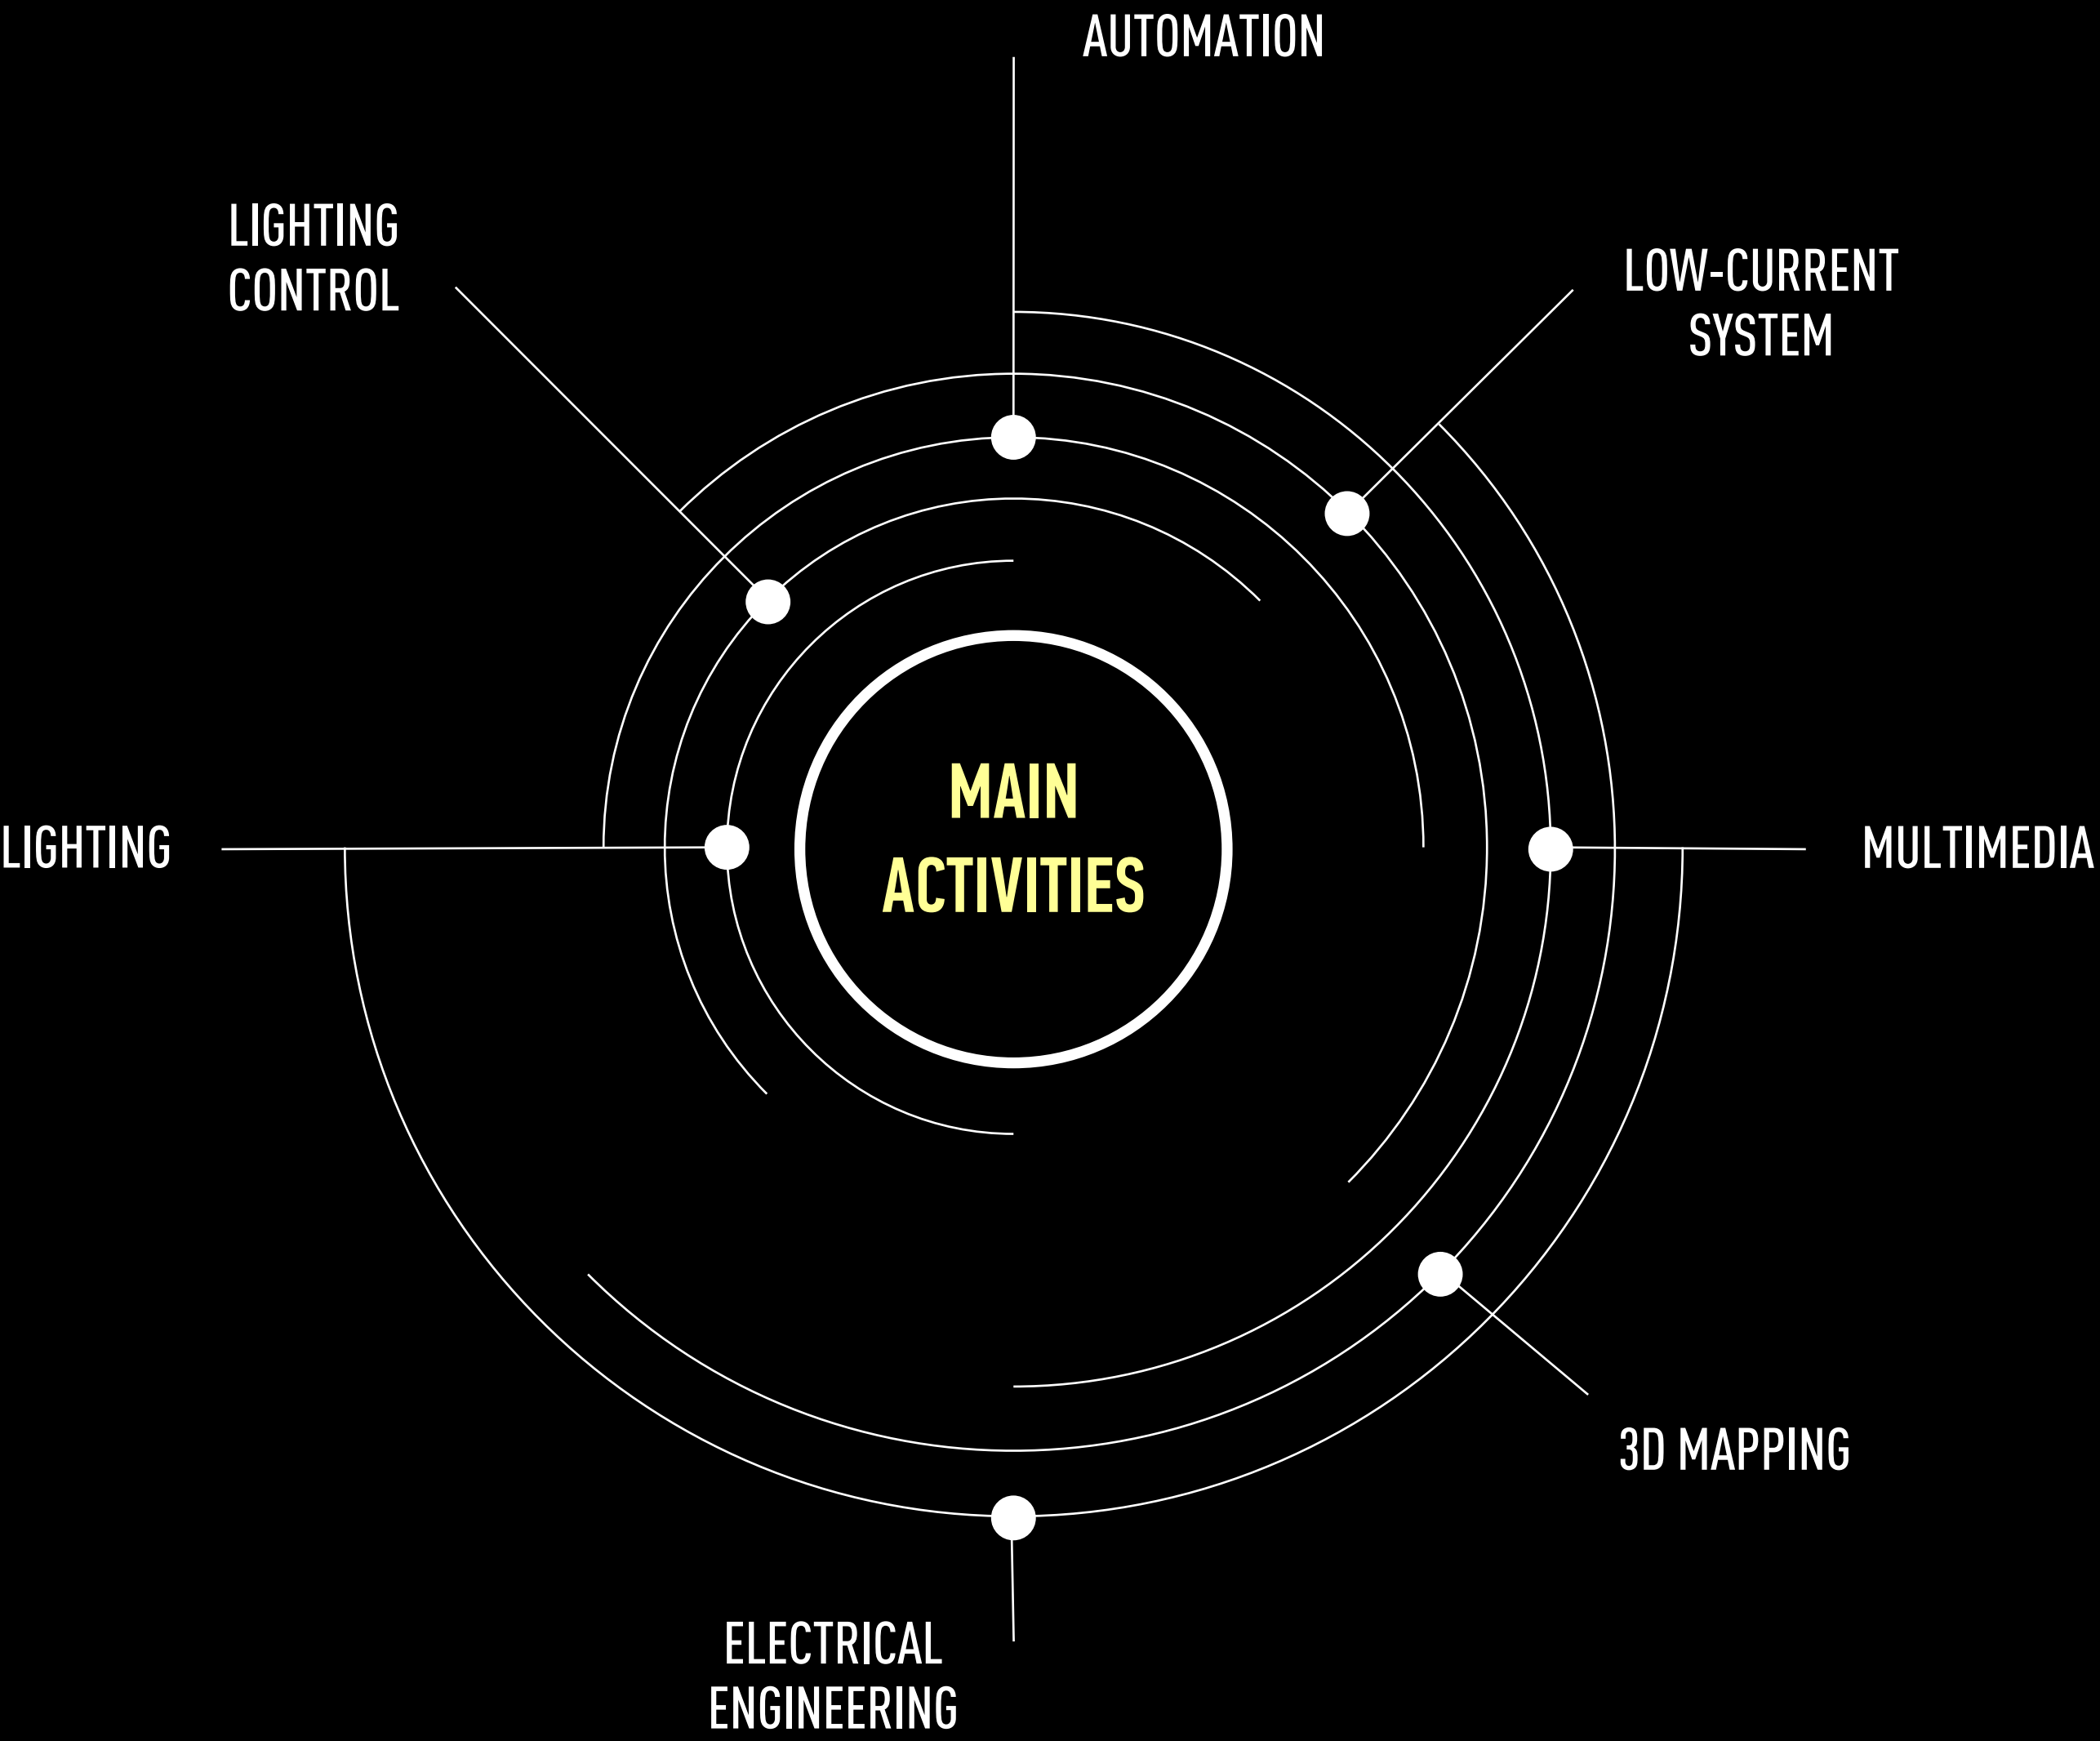 AUTOMATION
LIGHTING
CONTROL
LOW-CURRENT
SYSTEM
MAIN
ACTIVITIES
LIGHTING
MULTIMEDIA
3D MAPPING
ELECTRICAL
ENGINEERING